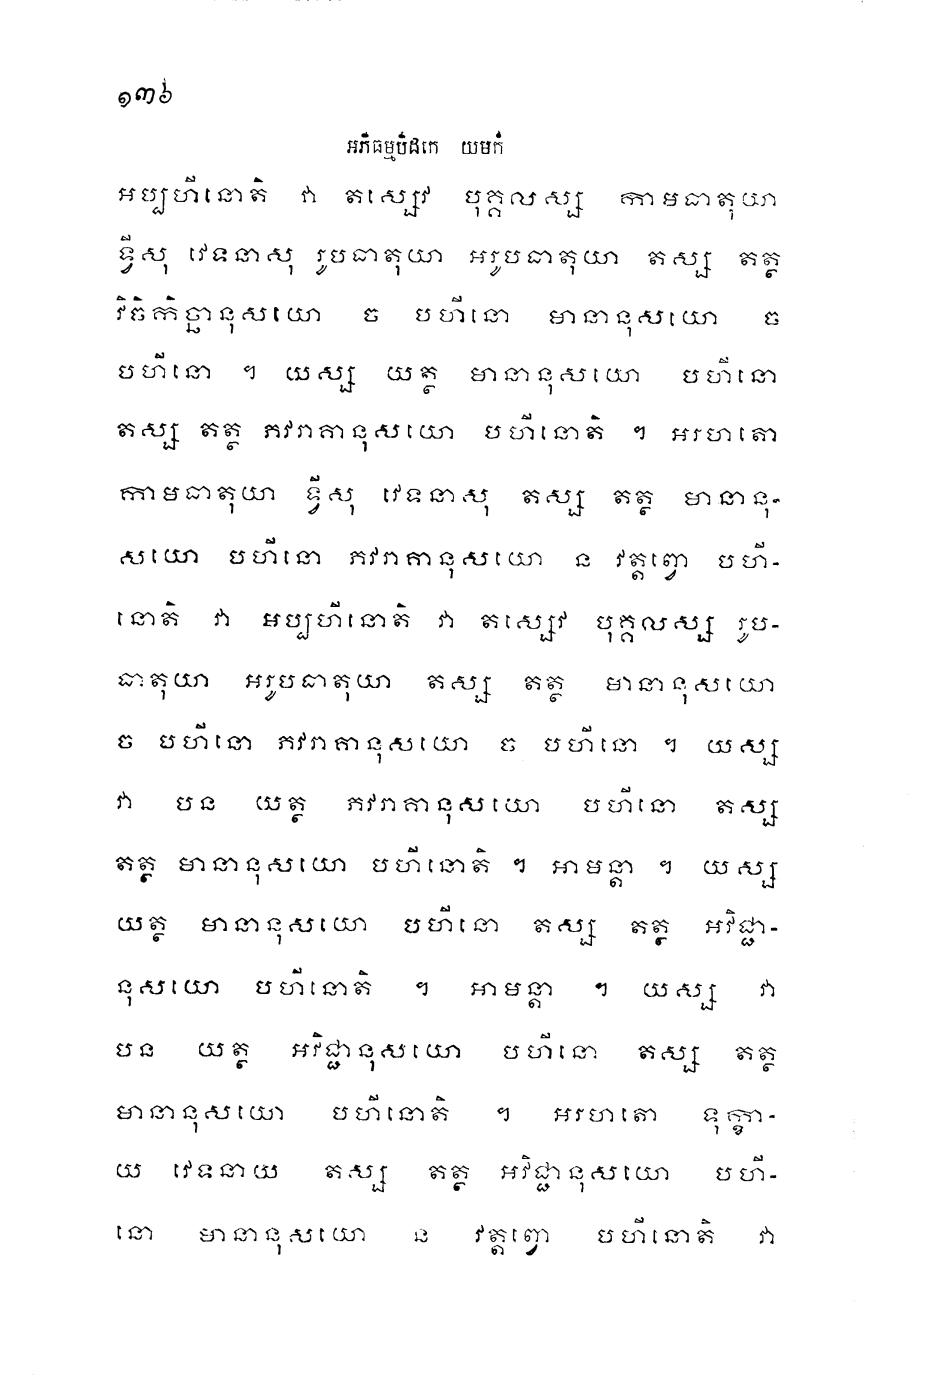 ១៣៦
អភិធម្មបិដកេ យមកំ
អប្បហីនោតិ វា តស្សេវ បុគ្គលស្ស កាមធាតុយា
ទ្វីសុ វេទនាសុ រូបធាតុយា អរូបធាតុយា តស្ស តត្ថ
វិចិកិច្ឆានុសយោ ច បហីនោ មានានុសយោ ច
បហីនោ ។ យស្ស យត្ថ មានានុសយោ បហីនោ
តស្ស តត្ថ ភវរាគានុសយោ បហីនោតិ ។ អរហតោ
កាមធាតុយា ទ្វីសុ វេទនាសុ តស្ស តត្ថ មានានុ-
សយោ បហីនោ ភវរាគានុសយោ ន វត្តព្វោ បហី-
នោតិ វា អប្បហីនោតិ វា តស្សេវ បុគ្គលស្ស រូប-
ធាតុយា អរូបធាតុយា តស្ស តត្ថ មានានុសយោ
ច បហីនោ ភវរាគានុសយោ ច បហីនោ ។ យស្ស
វា បន យត្ថ ភវរាគានុសយោ បហីនោ តស្ស
តត្ថ មានានុសយោ បហីនោតិ ។ អាមន្តា ។ យស្ស
យត្ថ មានានុសយោ បហីនោ តស្ស តត្ថ អវិជ្ជា-
នុសយោ បហីនោតិ ។ អាមន្តា ។ យស្ស វា
បន យត្ថ អវិជ្ជានុសយោ បហីនោ តស្ស តត្ថ
មានានុសយោ បហីនោតិ ។ អរហតោ ទុក្ខា-
យ វេទនាយ តស្ស តត្ថ អវិជ្ជានុសយោ បហី-
នោ មានានុសយោ ន វត្តព្វោ បហីនោតិ វា